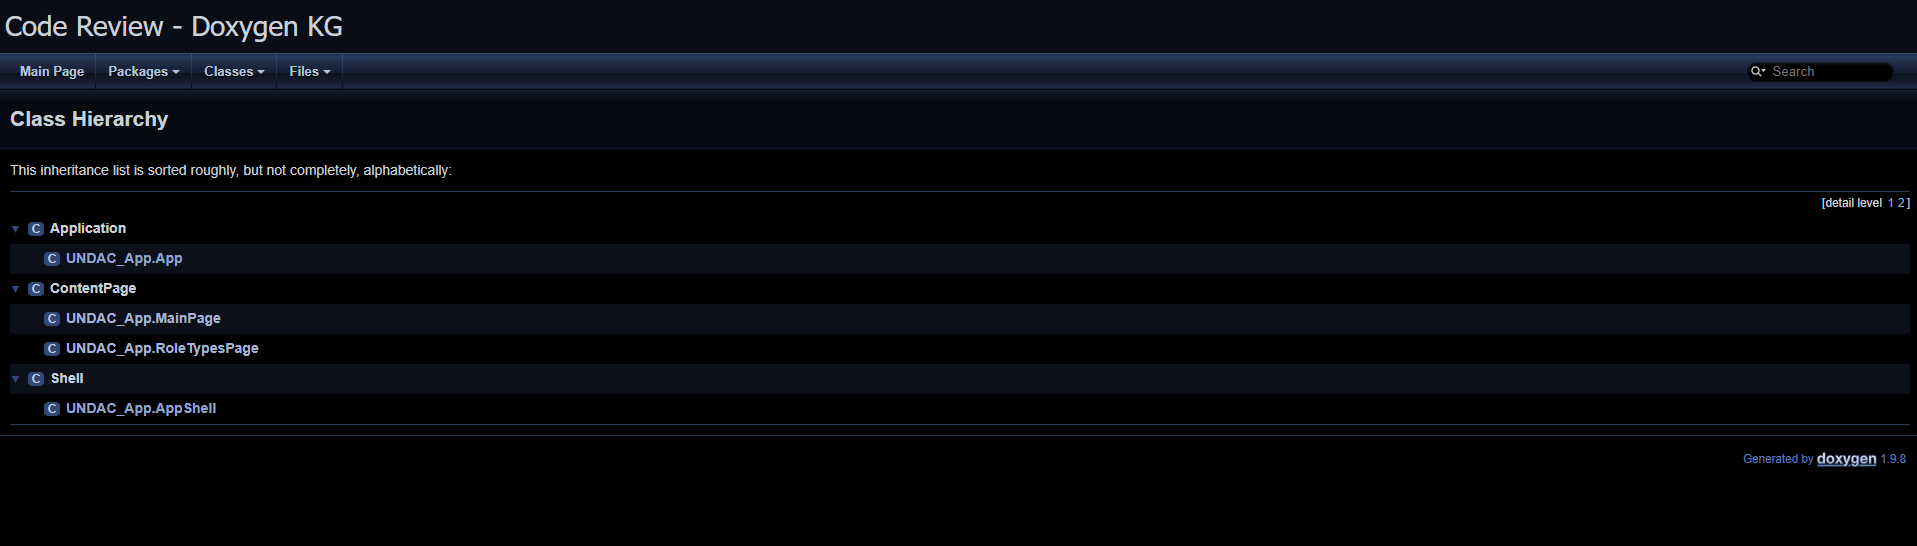 Code Review - Doxygen KG
Main Page Packages Classes Files Search
Class Hierarchy
This inheritance list is sorted roughly, but not completely, alphabetically:
[detail level 1 2]
C Application
C UNDAC_App.App
C ContentPage
C UNDAC_App.MainPage
C UNDAC_App.RoleTypesPage
C Shell
C UNDAC_App.AppShell
Generated by doxygen 1.9.8